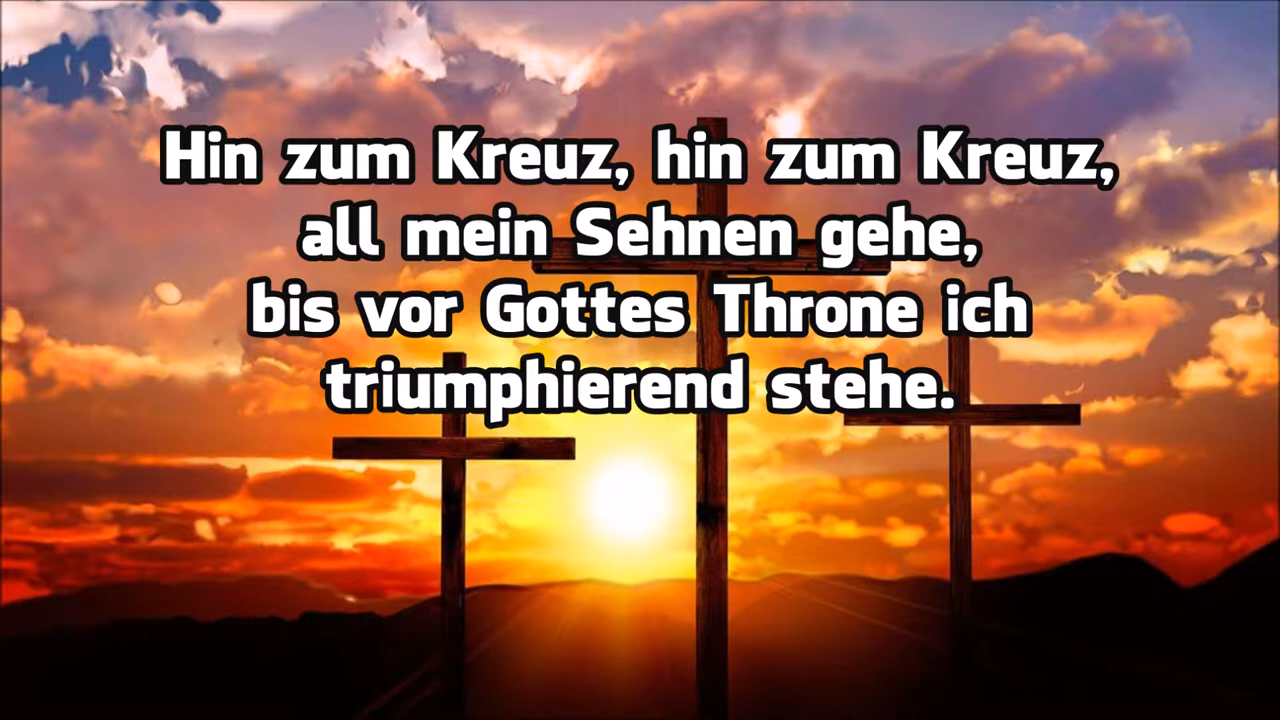 Hin zum Kreuz, hin zum Kreuz,
all mein Sehnen gehe,
bis vor Gottes Throne ich
triumphierend stehe.